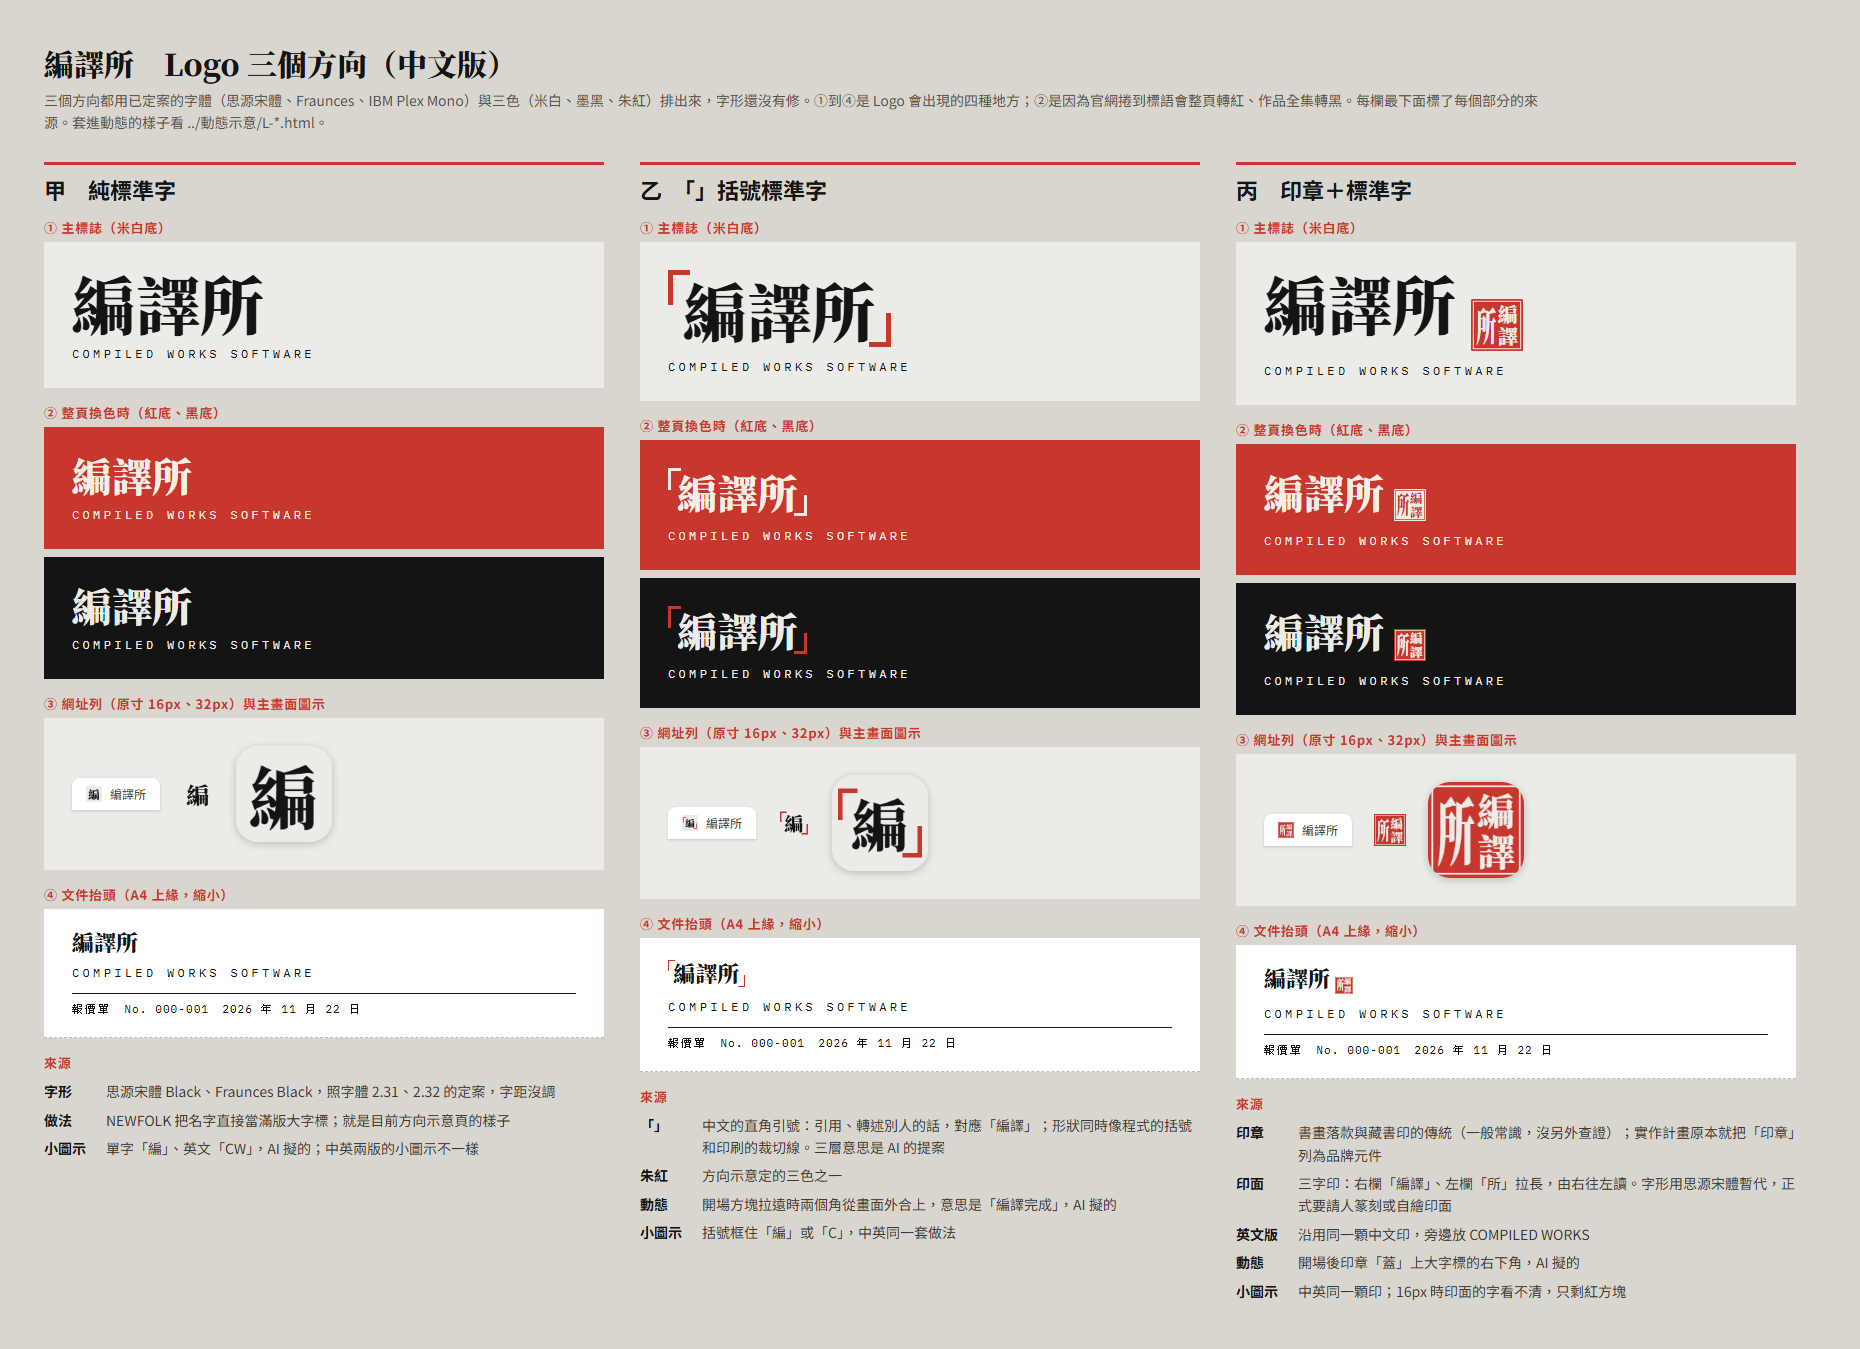 編譯所　Logo 三個方向（中文版）
三個方向都用已定案的字體（思源宋體、Fraunces、IBM Plex Mono）與三色（米白、墨黑、朱紅）排出來，字形還沒有修。①到④是 Logo 會出現的四種地方；②是因為官網捲到標語會整頁轉紅、作品全集轉黑。每欄最下面標了每個部分的來
源。套進動態的樣子看 ../動態示意/L-*.html。
甲　純標準字
① 主標誌（米白底）
編譯所
COMPILED WORKS SOFTWARE
② 整頁換色時（紅底、黑底）
編譯所
COMPILED WORKS SOFTWARE
編譯所
COMPILED WORKS SOFTWARE
③ 網址列（原寸 16px、32px）與主畫面圖示
編 編譯所 編 編
④ 文件抬頭（A4 上緣，縮小）
編譯所
COMPILED WORKS SOFTWARE
報價單 No. 000-001 2026 年 11 月 22 日
來源
字形 思源宋體 Black、Fraunces Black，照字體 2.31、2.32 的定案，字距沒調
做法 NEWFOLK 把名字直接當滿版大字標；就是目前方向示意頁的樣子
小圖示 單字「編」、英文「CW」，AI 擬的；中英兩版的小圖示不一樣
乙　「」括號標準字
① 主標誌（米白底）
「編譯所」
COMPILED WORKS SOFTWARE
② 整頁換色時（紅底、黑底）
「編譯所」
COMPILED WORKS SOFTWARE
「編譯所」
COMPILED WORKS SOFTWARE
③ 網址列（原寸 16px、32px）與主畫面圖示
「編」 編譯所 「編」 「編」
④ 文件抬頭（A4 上緣，縮小）
「編譯所」
COMPILED WORKS SOFTWARE
報價單 No. 000-001 2026 年 11 月 22 日
來源
「」 中文的直角引號：引用、轉述別人的話，對應「編譯」；形狀同時像程式的括號
和印刷的裁切線。三層意思是 AI 的提案
朱紅 方向示意定的三色之一
動態 開場方塊拉遠時兩個角從畫面外合上，意思是「編譯完成」，AI 擬的
小圖示 括號框住「編」或「C」，中英同一套做法
丙　印章＋標準字
① 主標誌（米白底）
編譯所 編譯所
COMPILED WORKS SOFTWARE
② 整頁換色時（紅底、黑底）
編譯所 編譯所
COMPILED WORKS SOFTWARE
編譯所 編譯所
COMPILED WORKS SOFTWARE
③ 網址列（原寸 16px、32px）與主畫面圖示
編譯所 編譯所 編譯所 編譯所
④ 文件抬頭（A4 上緣，縮小）
編譯所 編譯所
COMPILED WORKS SOFTWARE
報價單 No. 000-001 2026 年 11 月 22 日
來源
印章 書畫落款與藏書印的傳統（一般常識，沒另外查證）；實作計畫原本就把「印章」
列為品牌元件
印面 三字印：右欄「編譯」、左欄「所」拉長，由右往左讀。字形用思源宋體暫代，正
式要請人篆刻或自繪印面
英文版 沿用同一顆中文印，旁邊放 COMPILED WORKS
動態 開場後印章「蓋」上大字標的右下角，AI 擬的
小圖示 中英同一顆印；16px 時印面的字看不清，只剩紅方塊